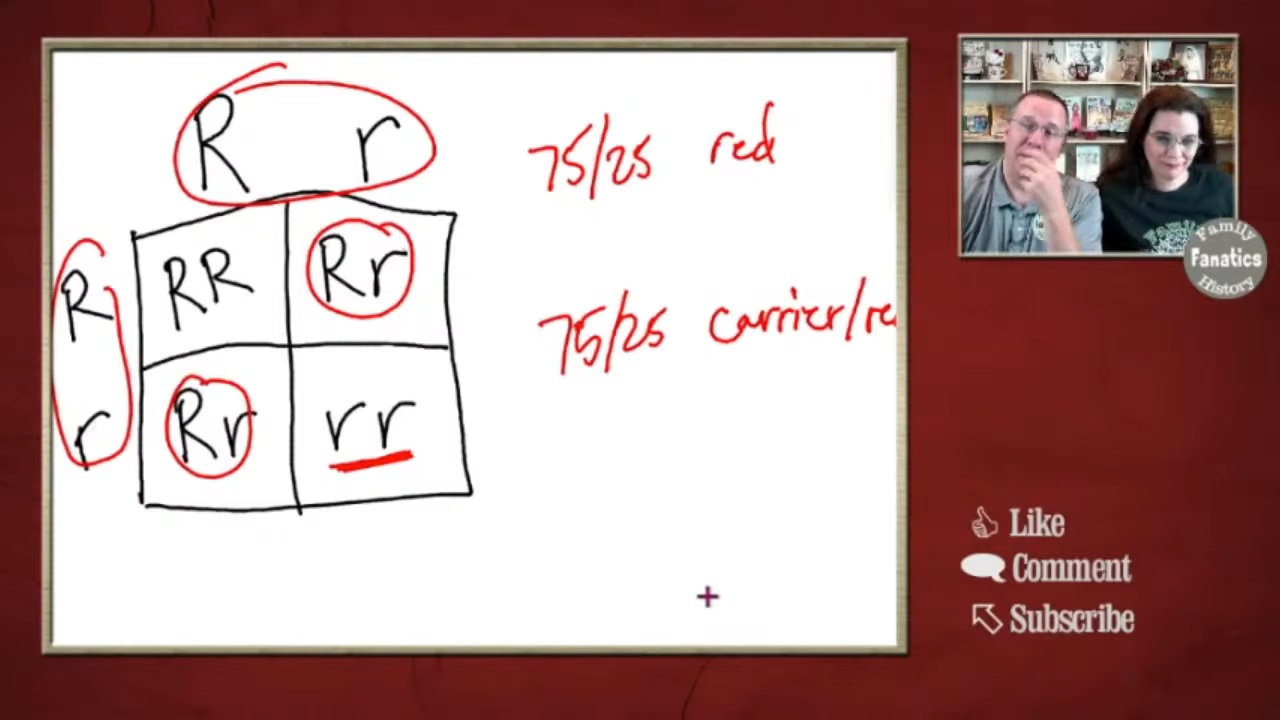 R r
75/25 red
R RR Rr
75/25 carrier/re
r Rr rr
Family
Fanatics
History
Like
Comment
Subscribe